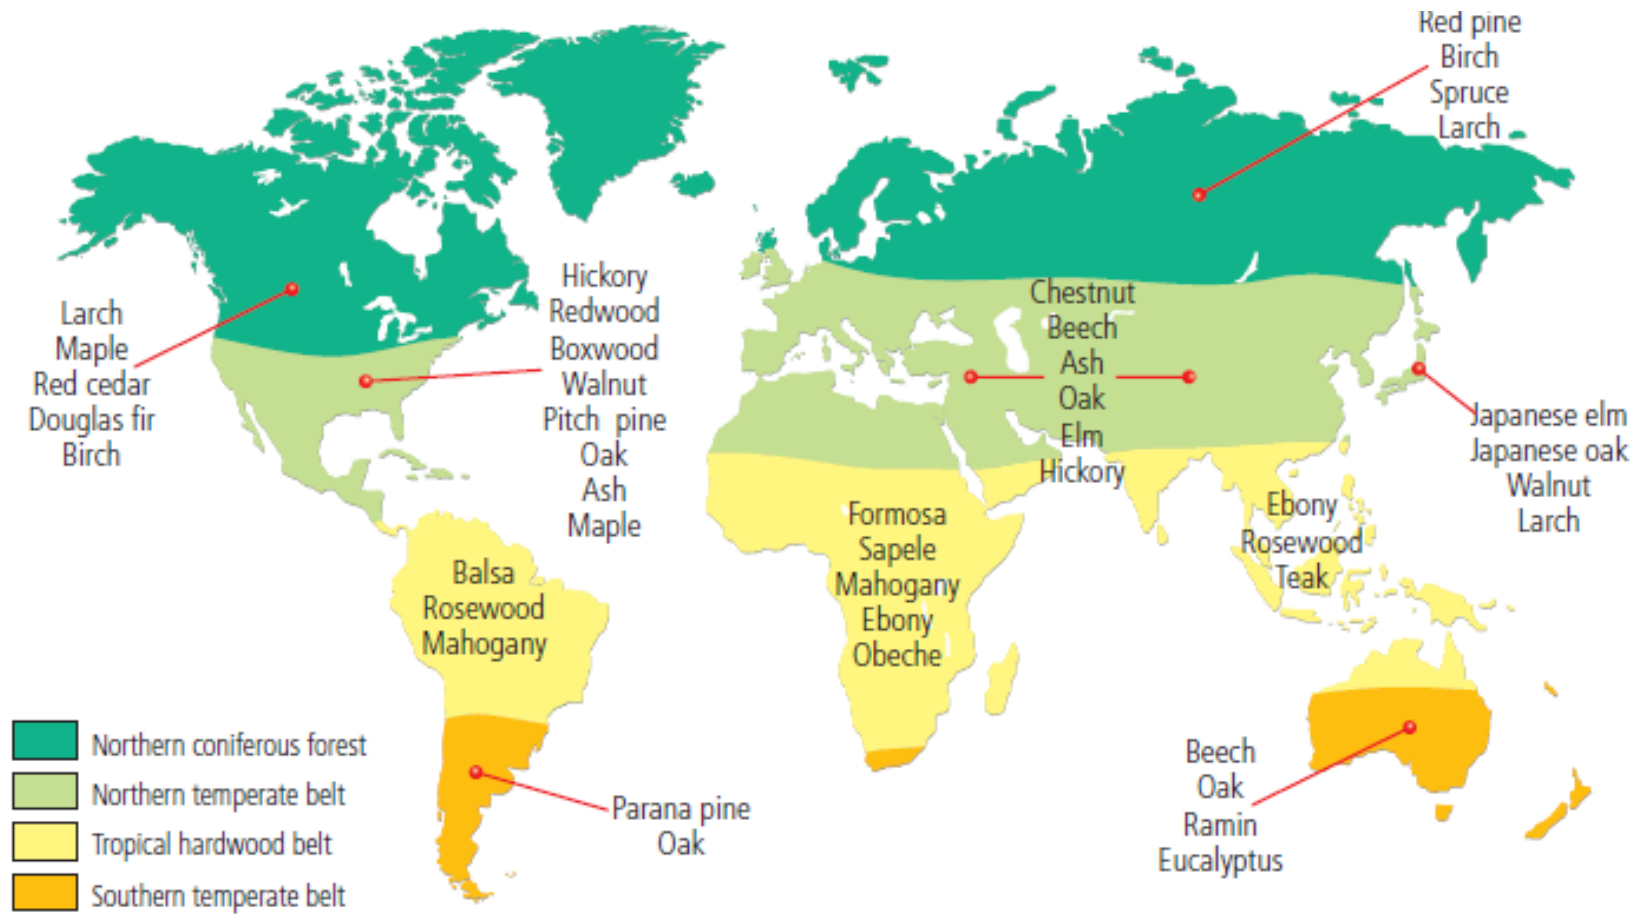 Red pine
Birch
Spruce
Larch
Larch
Maple
Red cedar
Douglas fir
Birch
Hickory
Redwood
Boxwood
Walnut
Pitch pine
Oak
Ash
Maple
Chestnut
Beech
Ash
Oak
Elm
Hickory
Japanese elm
Japanese oak
Walnut
Larch
Balsa
Rosewood
Mahogany
Formosa
Sapele
Mahogany
Ebony
Obeche
Ebony
Rosewood
Teak
Parana pine
Oak
Beech
Oak
Ramin
Eucalyptus
Northern coniferous forest
Northern temperate belt
Tropical hardwood belt
Southern temperate belt